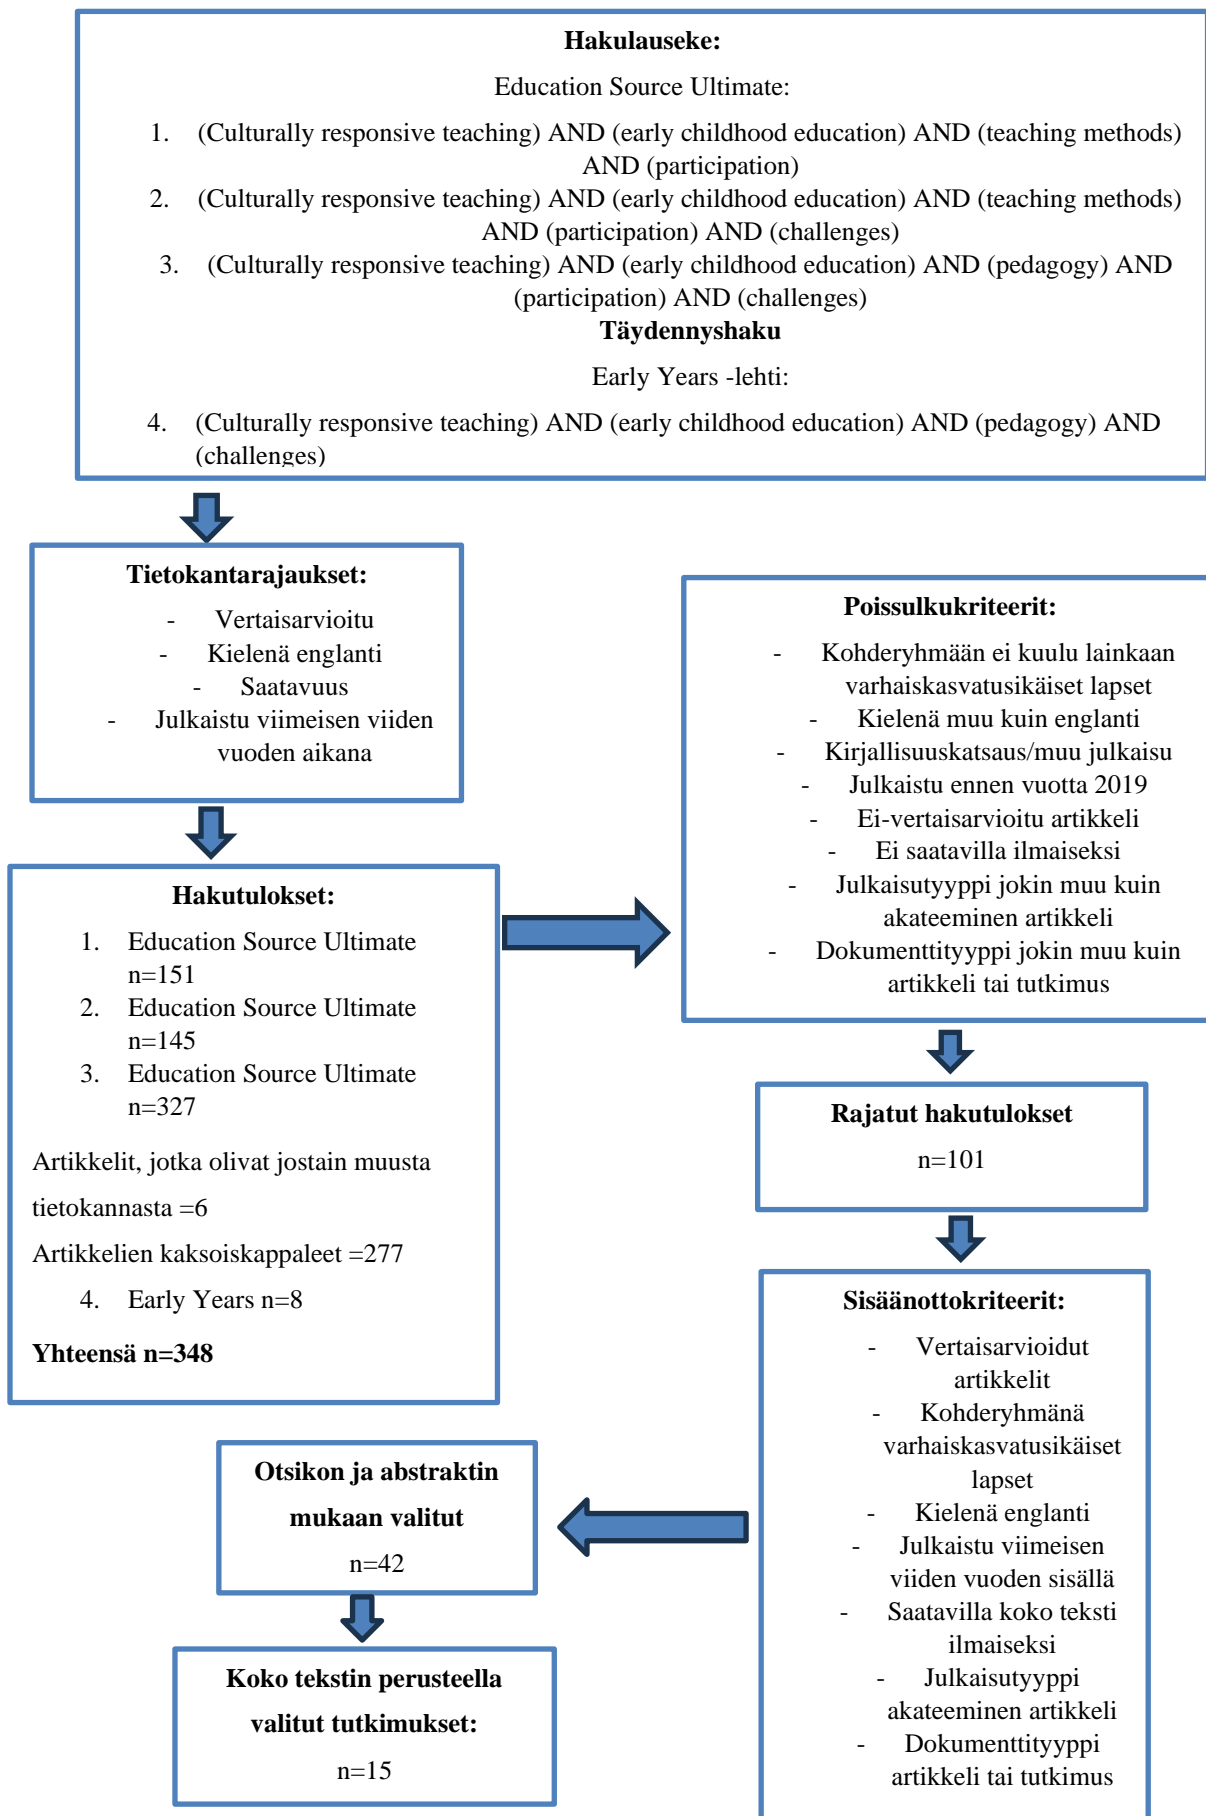 Hakulauseke:
Education Source Ultimate:
1. (Culturally responsive teaching) AND (early childhood education) AND (teaching methods)
AND (participation)
2. (Culturally responsive teaching) AND (early childhood education) AND (teaching methods)
AND (participation) AND (challenges)
3. (Culturally responsive teaching) AND (early childhood education) AND (pedagogy) AND
(participation) AND (challenges)
Täydennyshaku
Early Years -lehti:
4. (Culturally responsive teaching) AND (early childhood education) AND (pedagogy) AND
(challenges)
Tietokantarajaukset:
- Vertaisarvioitu
- Kielenä englanti
- Saatavuus
- Julkaistu viimeisen viiden
vuoden aikana
Hakutulokset:
1. Education Source Ultimate
n=151
2. Education Source Ultimate
n=145
3. Education Source Ultimate
n=327
Artikkelit, jotka olivat jostain muusta
tietokannasta =6
Artikkelien kaksoiskappaleet =277
4. Early Years n=8
Yhteensä n=348
Poissulkukriteerit:
- Kohderyhmään ei kuulu lainkaan
varhaiskasvatusikäiset lapset
- Kielenä muu kuin englanti
- Kirjallisuuskatsaus/muu julkaisu
- Julkaistu ennen vuotta 2019
- Ei-vertaisarvioitu artikkeli
- Ei saatavilla ilmaiseksi
- Julkaisutyyppi jokin muu kuin
akateeminen artikkeli
- Dokumenttityyppi jokin muu kuin
artikkeli tai tutkimus
Rajatut hakutulokset
n=101
Sisäänottokriteerit:
- Vertaisarvioidut
artikkelit
- Kohderyhmänä
varhaiskasvatusikäiset
lapset
- Kielenä englanti
- Julkaistu viimeisen
viiden vuoden sisällä
- Saatavilla koko teksti
ilmaiseksi
- Julkaisutyyppi
akateeminen artikkeli
- Dokumenttityyppi
artikkeli tai tutkimus
Otsikon ja abstraktin
mukaan valitut
n=42
Koko tekstin perusteella
valitut tutkimukset:
n=15